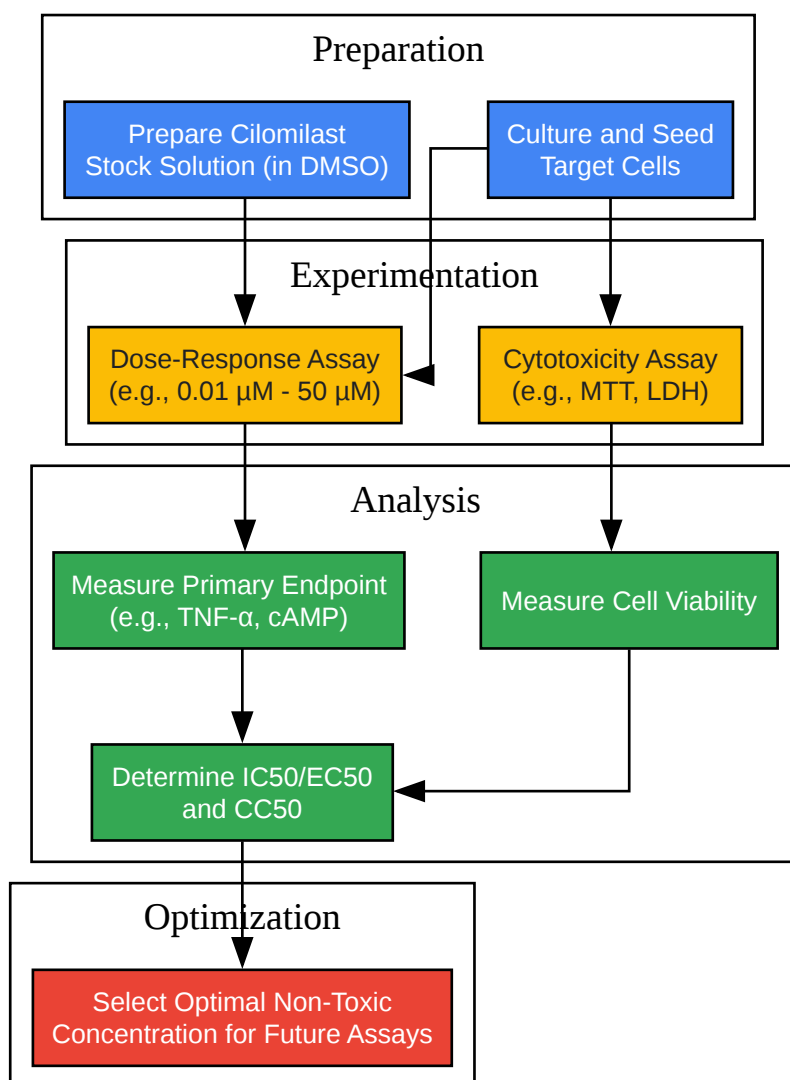 Preparation
Prepare Cilomilast
Stock Solution (in DMSO)
Culture and Seed
Target Cells
Experimentation
Dose-Response Assay
(e.g., 0.01 µM - 50 µM)
Cytotoxicity Assay
(e.g., MTT, LDH)
Analysis
Measure Primary Endpoint
(e.g., TNF-α, cAMP)
Measure Cell Viability
Determine IC50/EC50
and CC50
Optimization
Select Optimal Non-Toxic
Concentration for Future Assays